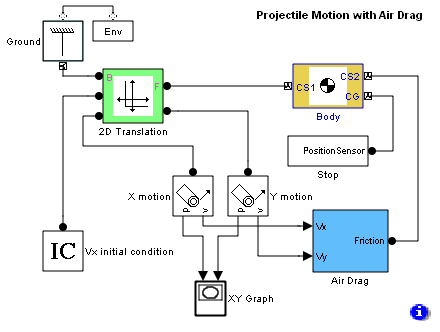 Projectile Motion with Air Drag
Ground
Env
B
F
2D Translation
CS1
CS2
CG
Body
PositionSensor
Stop
X motion
p
v
Y motion
p
v
IC
Vx initial condition
Vx
Vy
Friction
Air Drag
XY Graph
i